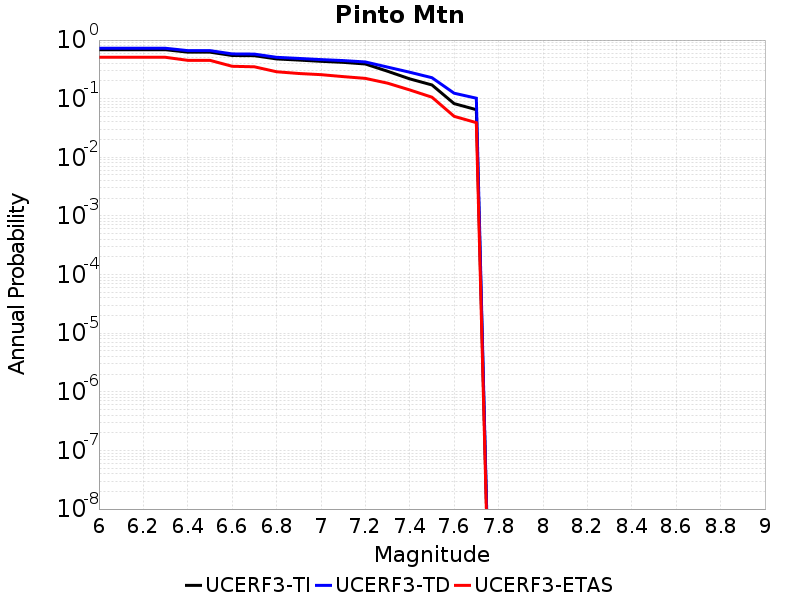 Pinto Mtn
10^0
10^-1
10^-2
10^-3
10^-4
10^-5
10^-6
10^-7
10^-8
Annual Probability
6 6.2 6.4 6.6 6.8 7 7.2 7.4 7.6 7.8 8 8.2 8.4 8.6 8.8 9
Magnitude
UCERF3-TI UCERF3-TD UCERF3-ETAS